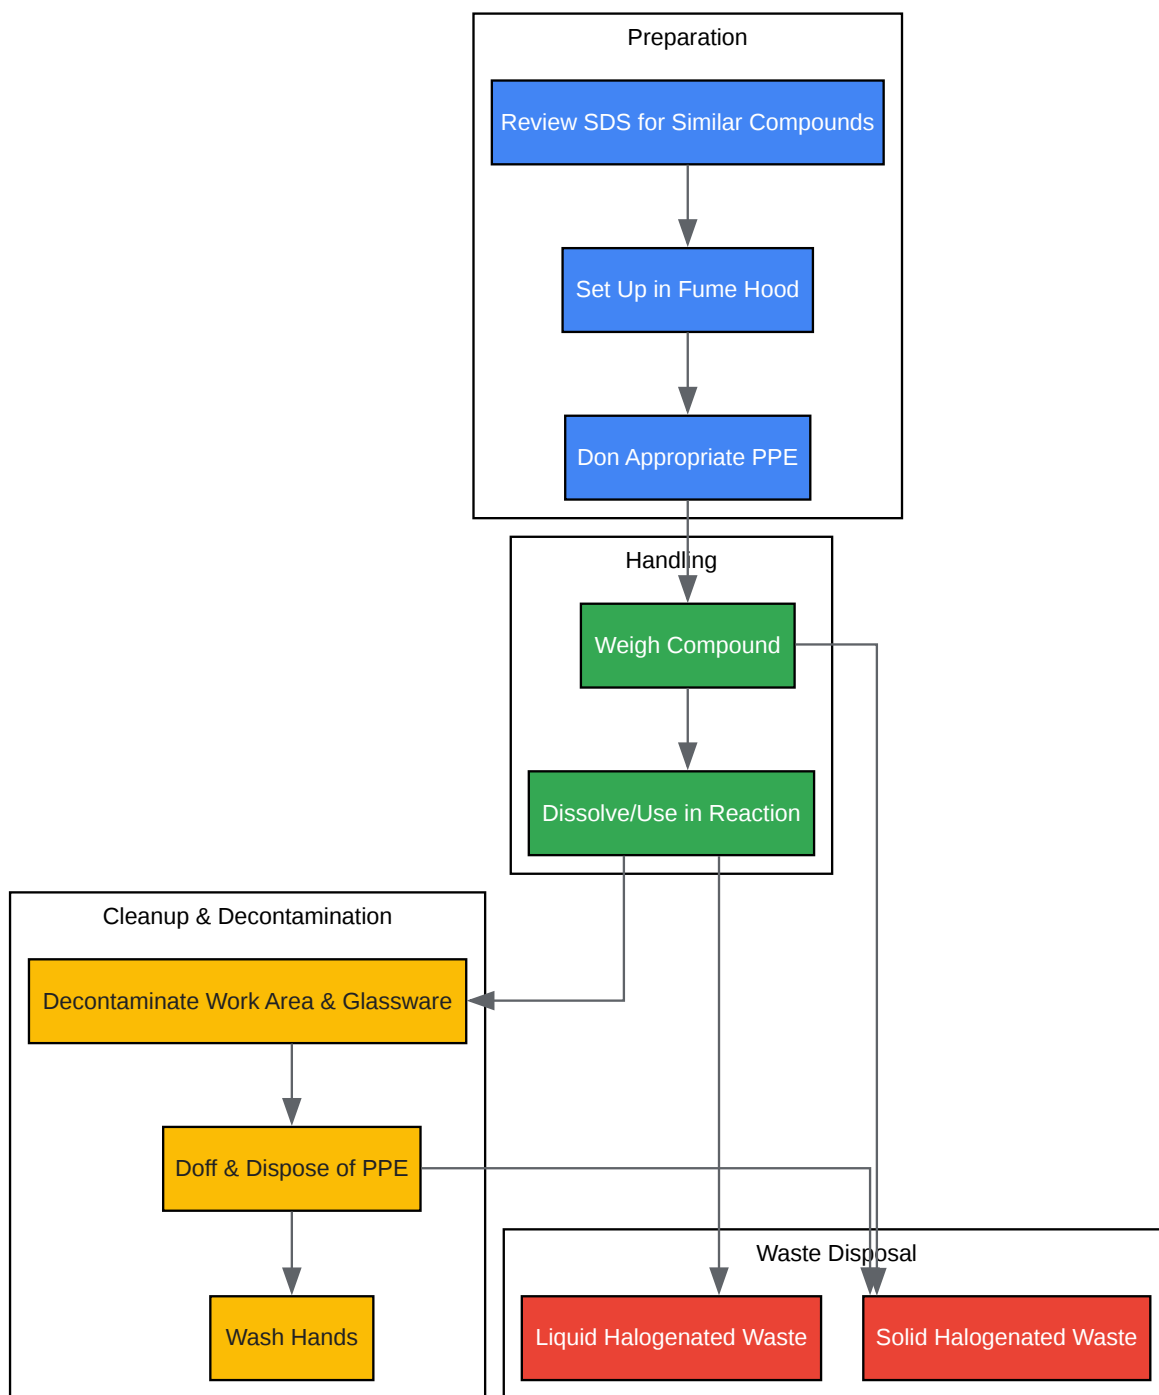 Preparation
Review SDS for Similar Compounds
Set Up in Fume Hood
Don Appropriate PPE
Handling
Weigh Compound
Dissolve/Use in Reaction
Cleanup & Decontamination
Decontaminate Work Area & Glassware
Doff & Dispose of PPE
Wash Hands
Waste Disposal
Liquid Halogenated Waste
Solid Halogenated Waste